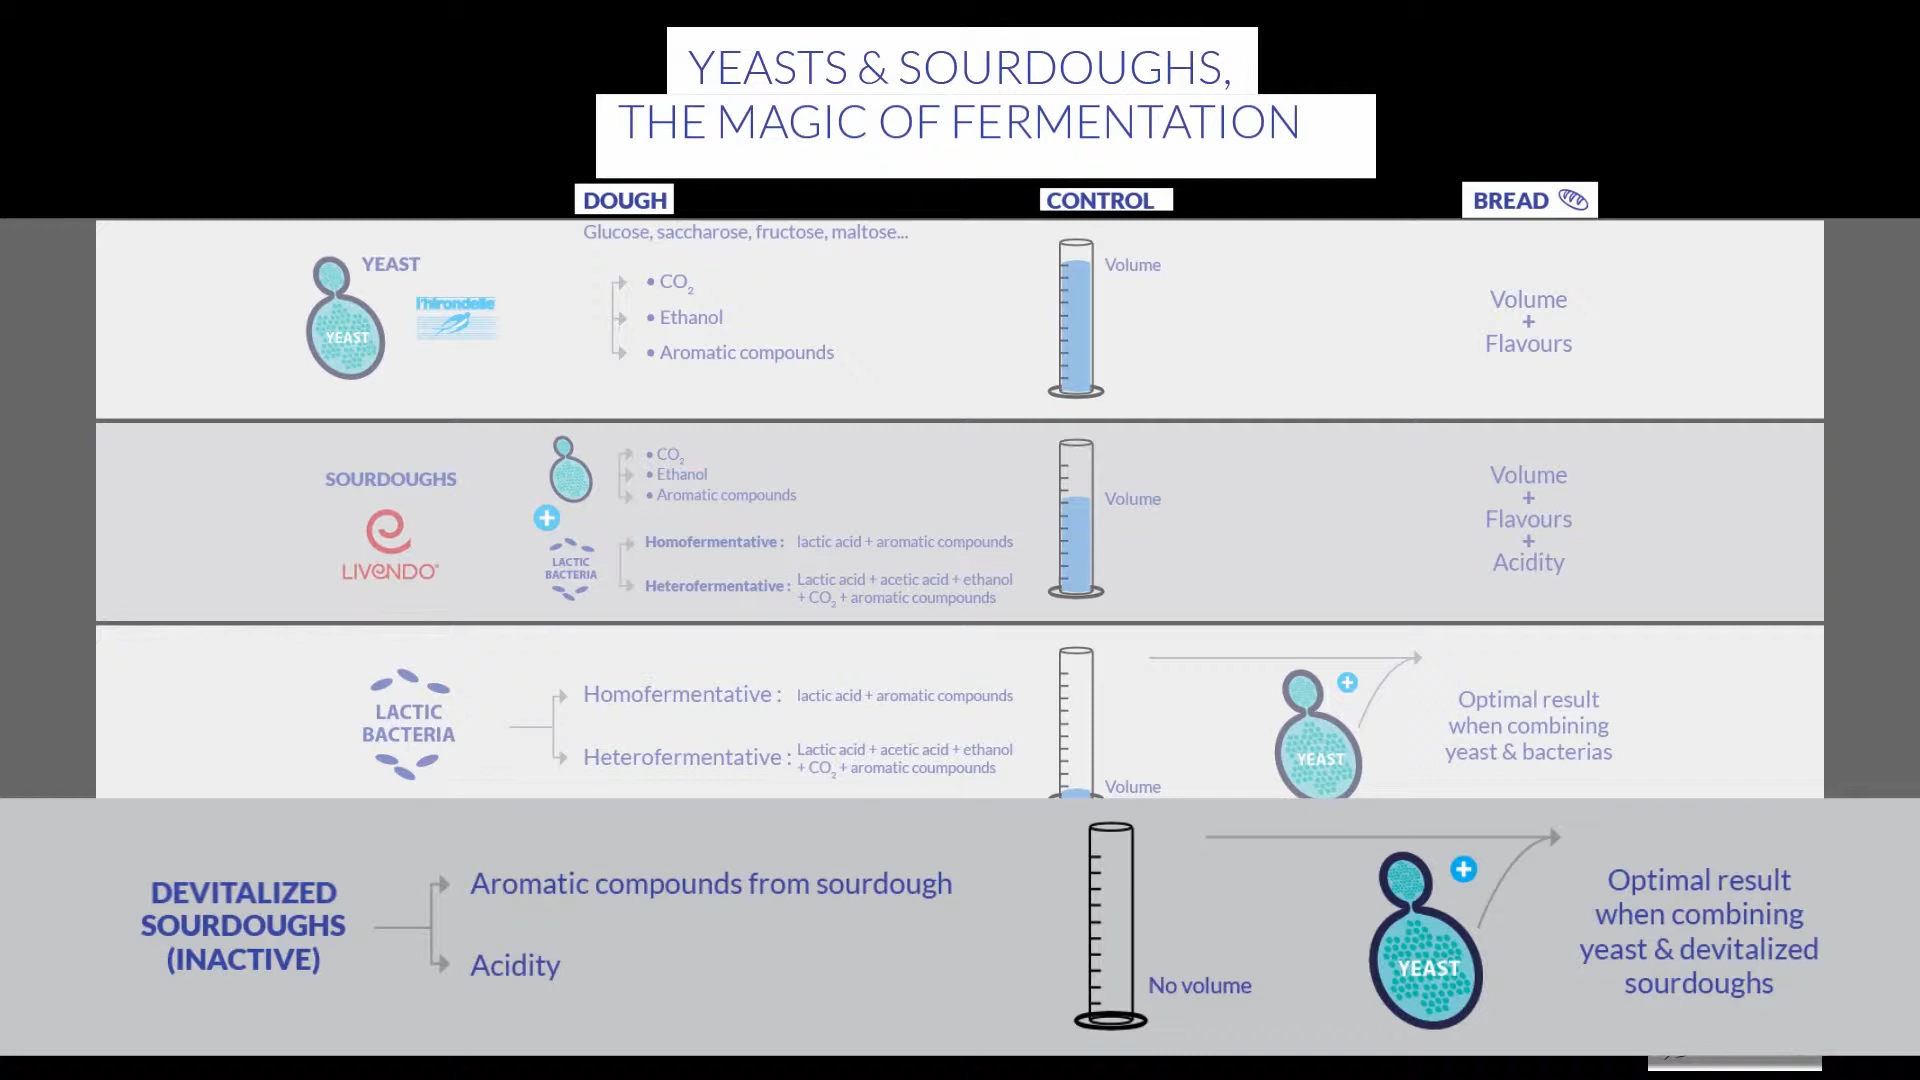 YEASTS & SOURDOUGHS,
THE MAGIC OF FERMENTATION
DOUGH
CONTROL
BREAD
Glucose, saccharose, fructose, maltose...
YEAST
YEAST
l'hirondelle
• CO2
• Ethanol
• Aromatic compounds
Volume
Volume
+
Flavours
SOURDOUGHS
LIVENDO®
• CO2
• Ethanol
• Aromatic compounds
+
LACTIC
BACTERIA
Homofermentative : lactic acid + aromatic compounds
Heterofermentative : Lactic acid + acetic acid + ethanol
+ CO2 + aromatic coumpounds
Volume
Volume
+
Flavours
+
Acidity
LACTIC
BACTERIA
Homofermentative : lactic acid + aromatic compounds
Heterofermentative : Lactic acid + acetic acid + ethanol
+ CO2 + aromatic coumpounds
Volume
+
YEAST
Optimal result
when combining
yeast & bacterias
DEVITALIZED
SOURDOUGHS
(INACTIVE)
Aromatic compounds from sourdough
Acidity
No volume
+
YEAST
Optimal result
when combining
yeast & devitalized
sourdoughs